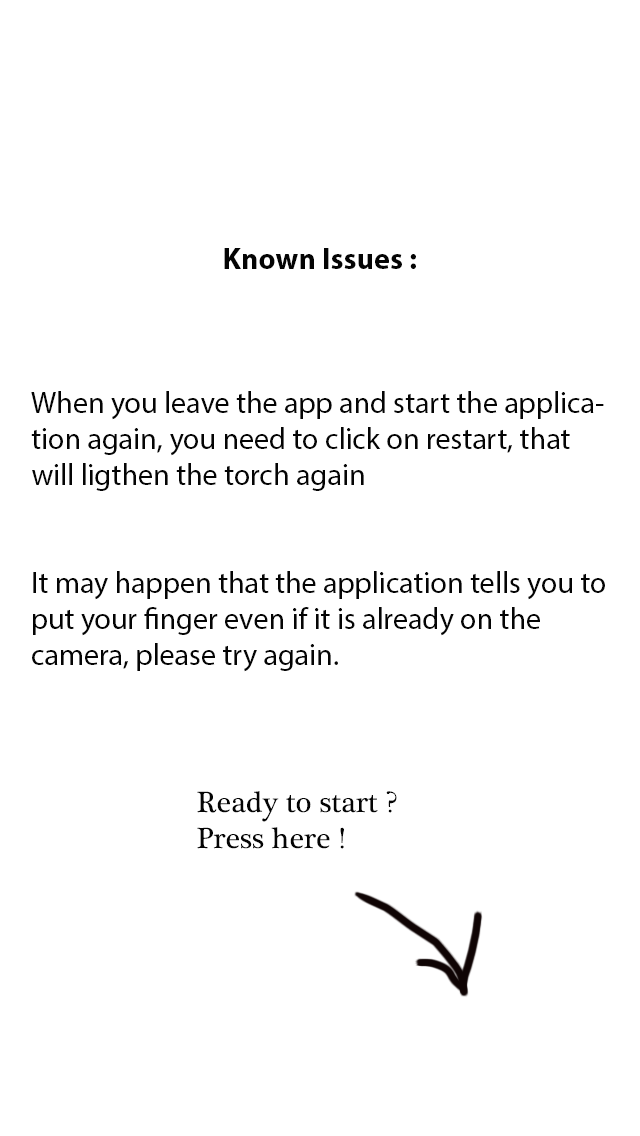 Known Issues :
When you leave the app and start the applica-
tion again, you need to click on restart, that
will ligthen the torch again
It may happen that the application tells you to
put your finger even if it is already on the
camera, please try again.
Ready to start ?
Press here !